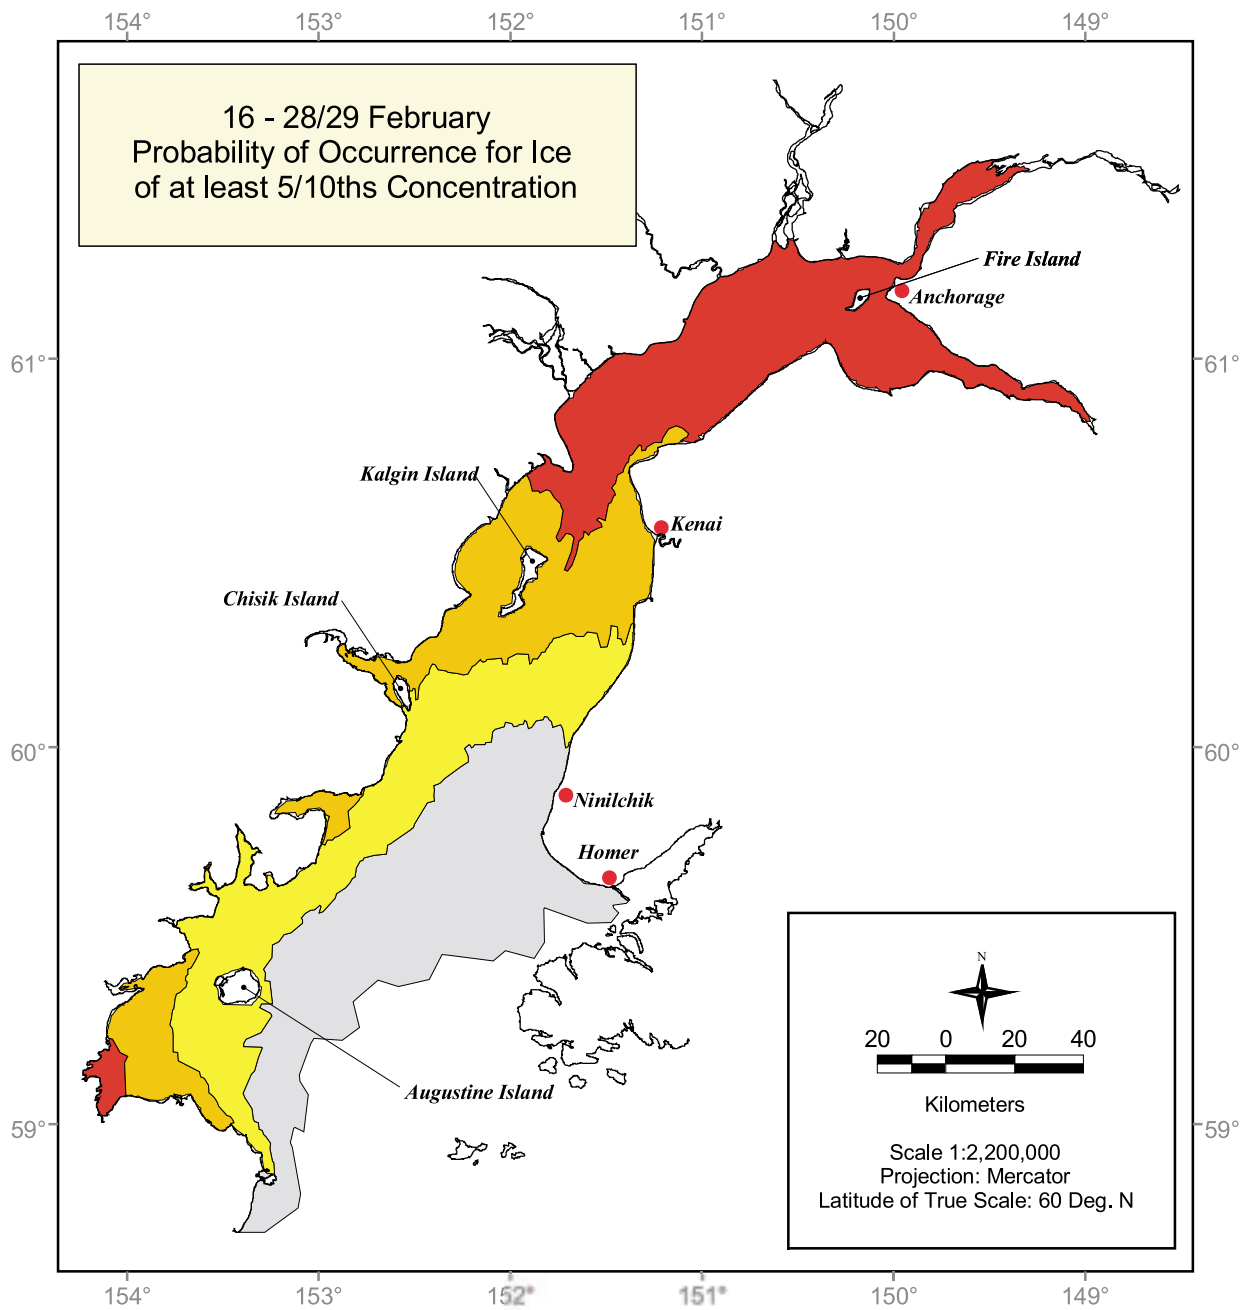 154° 153° 152° 151° 150° 149°
16 - 28/29 February
Probability of Occurrence for Ice
of at least 5/10ths Concentration
Fire Island
Anchorage
61° 61°
Kalgin Island
Kenai
Chisik Island
60° 60°
Ninilchik
Homer
N
20 0 20 40
Kilometers
Augustine Island
59° 59°
Scale 1:2,200,000
Projection: Mercator
Latitude of True Scale: 60 Deg. N
154° 153° 152° 151° 150° 149°